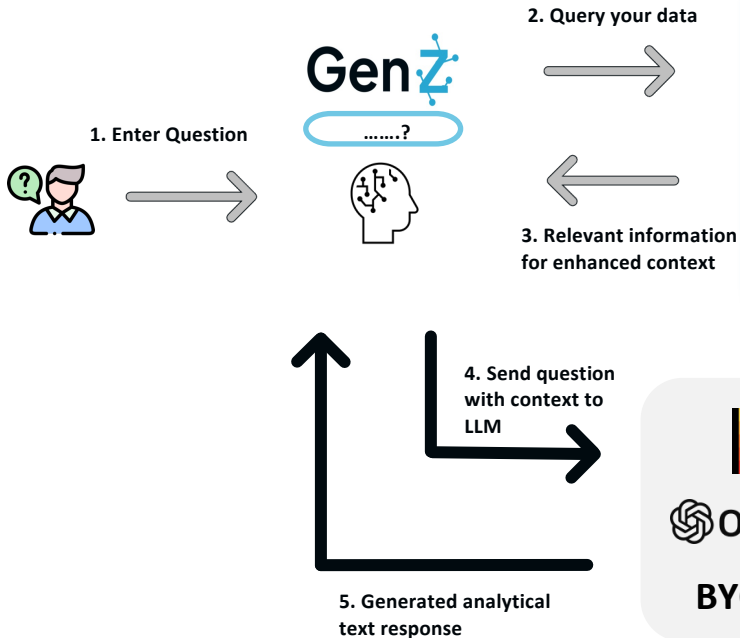 2. Query your data
GenZ
.......?
1. Enter Question
?
3. Relevant information
for enhanced context
4. Send question
with context to
LLM
5. Generated analytical
text response